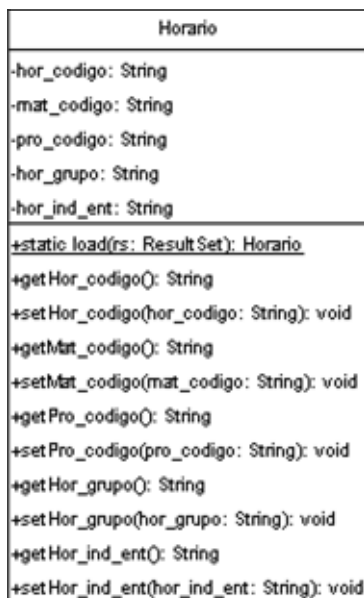 Horario
-hor_codigo: String
-mat_codigo: String
-pro_codigo: String
-hor_grupo: String
-hor_ind_ent: String
+static load(rs: ResultSet): Horario
+getHor_codigo(): String
+setHor_codigo(hor_codigo: String): void
+getMat_codigo(): String
+setMat_codigo(mat_codigo: String): void
+getPro_codigo(): String
+setPro_codigo(pro_codigo: String): void
+getHor_grupo(): String
+setHor_grupo(hor_grupo: String): void
+getHor_ind_ent(): String
+setHor_ind_ent(hor_ind_ent: String): void